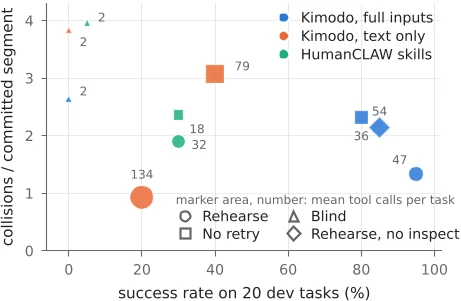 collisions / committed segment
4
3
2
1
0
2
2
2
Kimodo, full inputs
Kimodo, text only
HumanCLAW skills
79
18
32
54
36
47
134
marker area, number: mean tool calls per task
Rehearse
Blind
No retry
Rehearse, no inspect
0
20
40
60
80
100
success rate on 20 dev tasks (%)